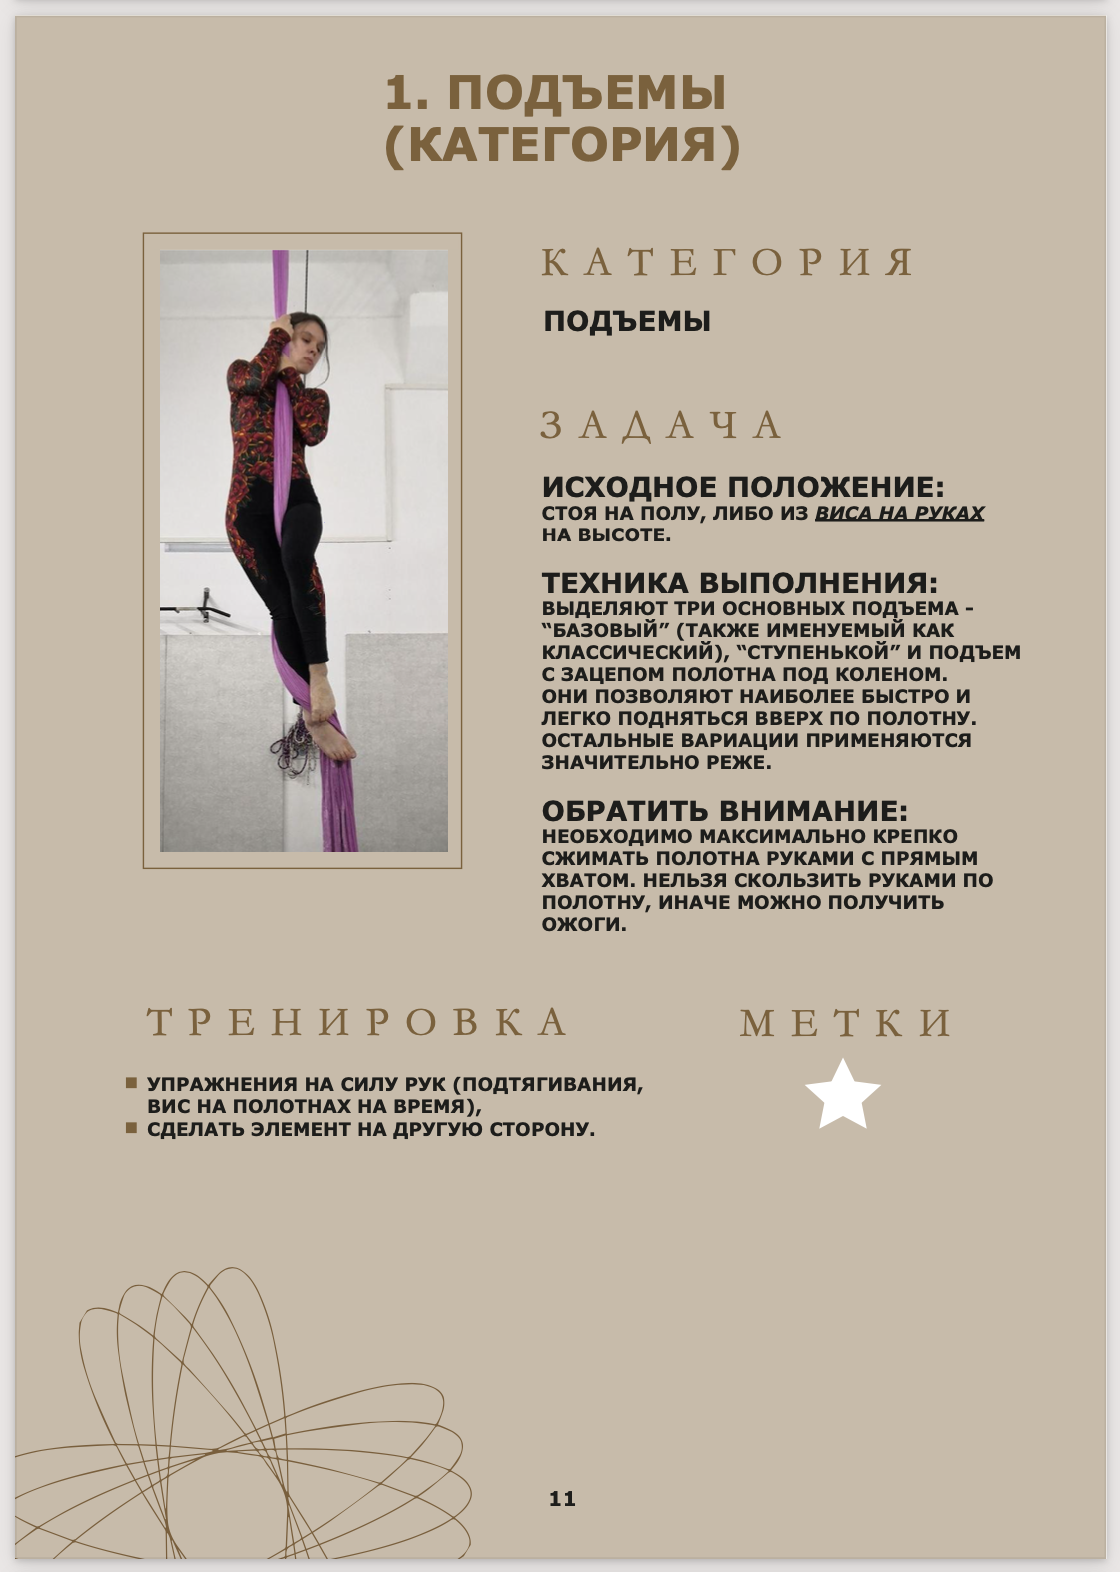 1. ПОДЪЕМЫ
(КАТЕГОРИЯ)
КАТЕГОРИЯ
ПОДЪЕМЫ
ЗАДАЧА
ИСХОДНОЕ ПОЛОЖЕНИЕ:
СТОЯ НА ПОЛУ, ЛИБО ИЗ ВИСА НА РУКАХ
НА ВЫСОТЕ.
ТЕХНИКА ВЫПОЛНЕНИЯ:
ВЫДЕЛЯЮТ ТРИ ОСНОВНЫХ ПОДЪЕМА -
“БАЗОВЫЙ” (ТАКЖЕ ИМЕНУЕМЫЙ КАК
КЛАССИЧЕСКИЙ), “СТУПЕНЬКОЙ” И ПОДЪЕМ
С ЗАЦЕПОМ ПОЛОТНА ПОД КОЛЕНОМ.
ОНИ ПОЗВОЛЯЮТ НАИБОЛЕЕ БЫСТРО И
ЛЕГКО ПОДНЯТЬСЯ ВВЕРХ ПО ПОЛОТНУ.
ОСТАЛЬНЫЕ ВАРИАЦИИ ПРИМЕНЯЮТСЯ
ЗНАЧИТЕЛЬНО РЕЖЕ.
ОБРАТИТЬ ВНИМАНИЕ:
НЕОБХОДИМО МАКСИМАЛЬНО КРЕПКО
СЖИМАТЬ ПОЛОТНА РУКАМИ С ПРЯМЫМ
ХВАТОМ. НЕЛЬЗЯ СКОЛЬЗИТЬ РУКАМИ ПО
ПОЛОТНУ, ИНАЧЕ МОЖНО ПОЛУЧИТЬ
ОЖОГИ.
ТРЕНИРОВКА
УПРАЖНЕНИЯ НА СИЛУ РУК (ПОДТЯГИВАНИЯ,
ВИС НА ПОЛОТНАХ НА ВРЕМЯ),
СДЕЛАТЬ ЭЛЕМЕНТ НА ДРУГУЮ СТОРОНУ.
МЕТКИ
11